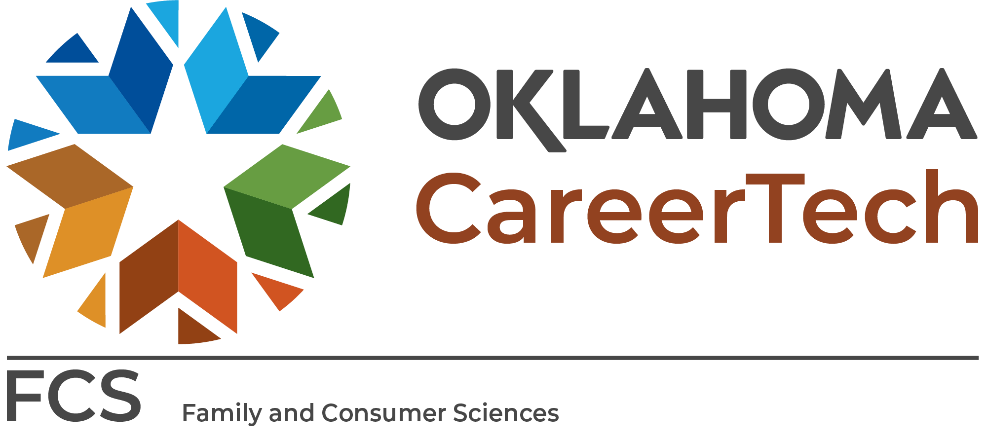 OKLAHOMA
CareerTech
FCS Family and Consumer Sciences